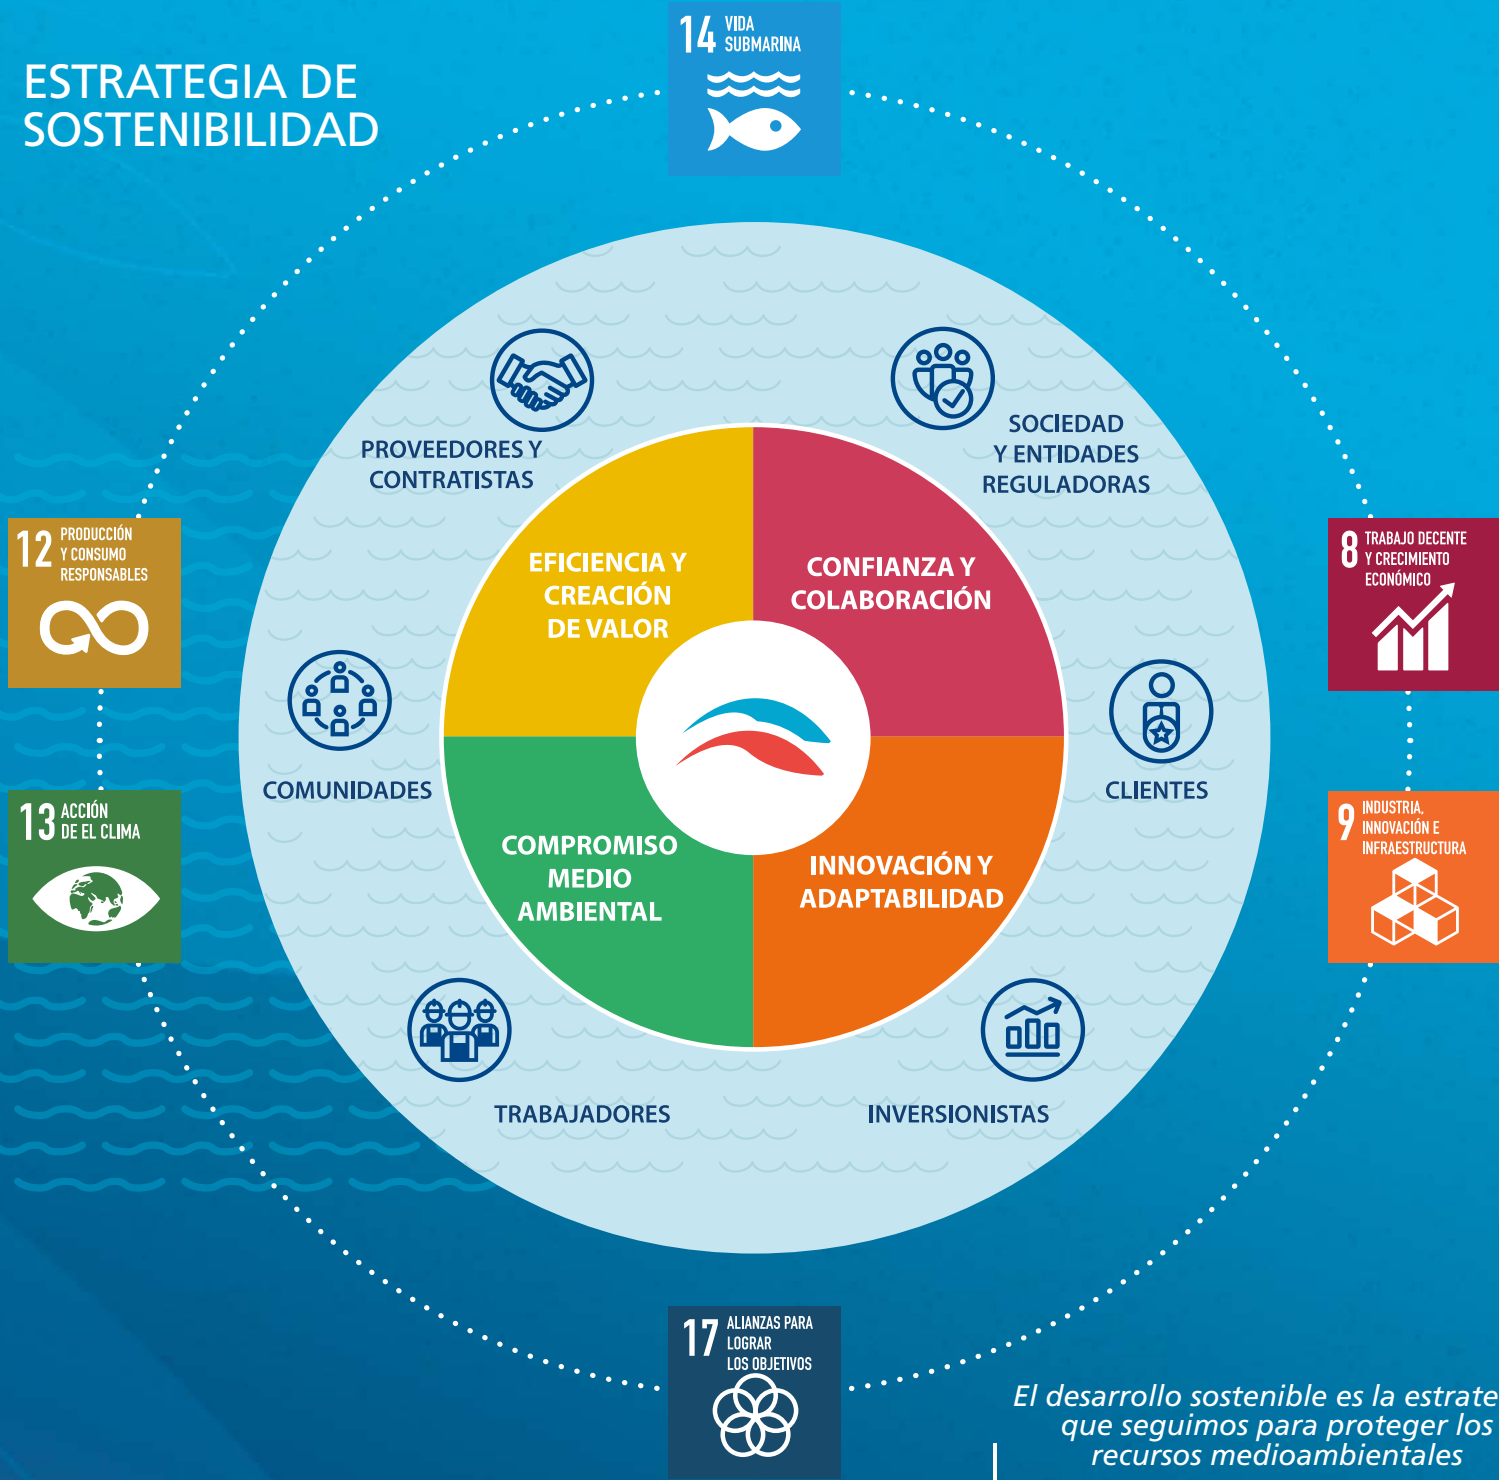 ESTRATEGIA DE
SOSTENIBILIDAD
14 VIDA
SUBMARINA
PROVEEDORES Y
CONTRATISTAS
SOCIEDAD
Y ENTIDADES
REGULADORAS
12 PRODUCCIÓN
Y CONSUMO
RESPONSABLES
8 TRABAJO DECENTE
Y CRECIMIENTO
ECONÓMICO
EFICIENCIA Y
CREACIÓN
DE VALOR
CONFIANZA Y
COLABORACIÓN
COMUNIDADES
CLIENTES
13 ACCIÓN
DE EL CLIMA
9 INDUSTRIA,
INNOVACIÓN E
INFRAESTRUCTURA
COMPROMISO
MEDIO
AMBIENTAL
INNOVACIÓN Y
ADAPTABILIDAD
TRABAJADORES
INVERSIONISTAS
17 ALIANZAS PARA
LOGRAR
LOS OBJETIVOS
El desarrollo sostenible es la estrate
que seguimos para proteger los
recursos medioambientales